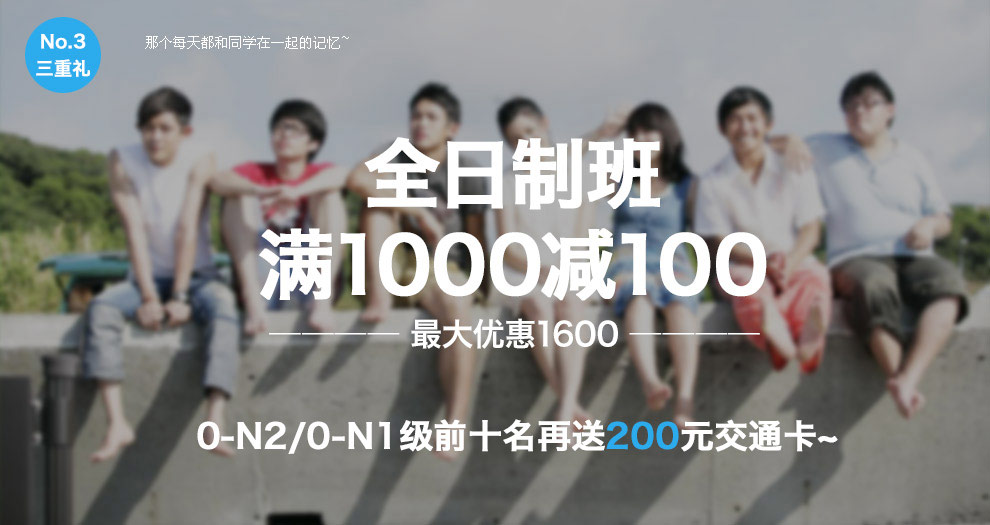 No.3
三重礼
那个每天都和同学在一起的记忆~
全日制班
满1000减100
最大优惠1600
0-N2/0-N1级前十名再送200元交通卡~